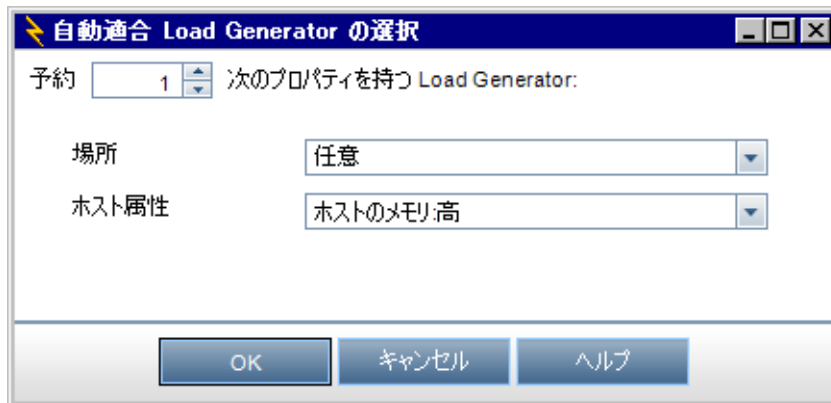 自動適合 Load Generator の選択
予約 1 次のプロパティを持つ Load Generator:
場所 任意
ホスト属性 ホストのメモリ:高
OK キャンセル ヘルプ